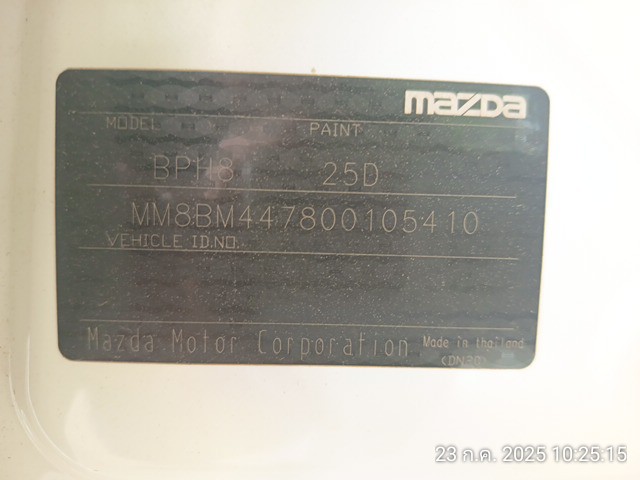 mazda
MODEL PAINT
BPH8 25D
MM8BM447800105410
VEHICLE ID.NO.
Mazda Motor Corporation Made in thailand
(DN30)
23 ก.ค. 2025 10:25:15